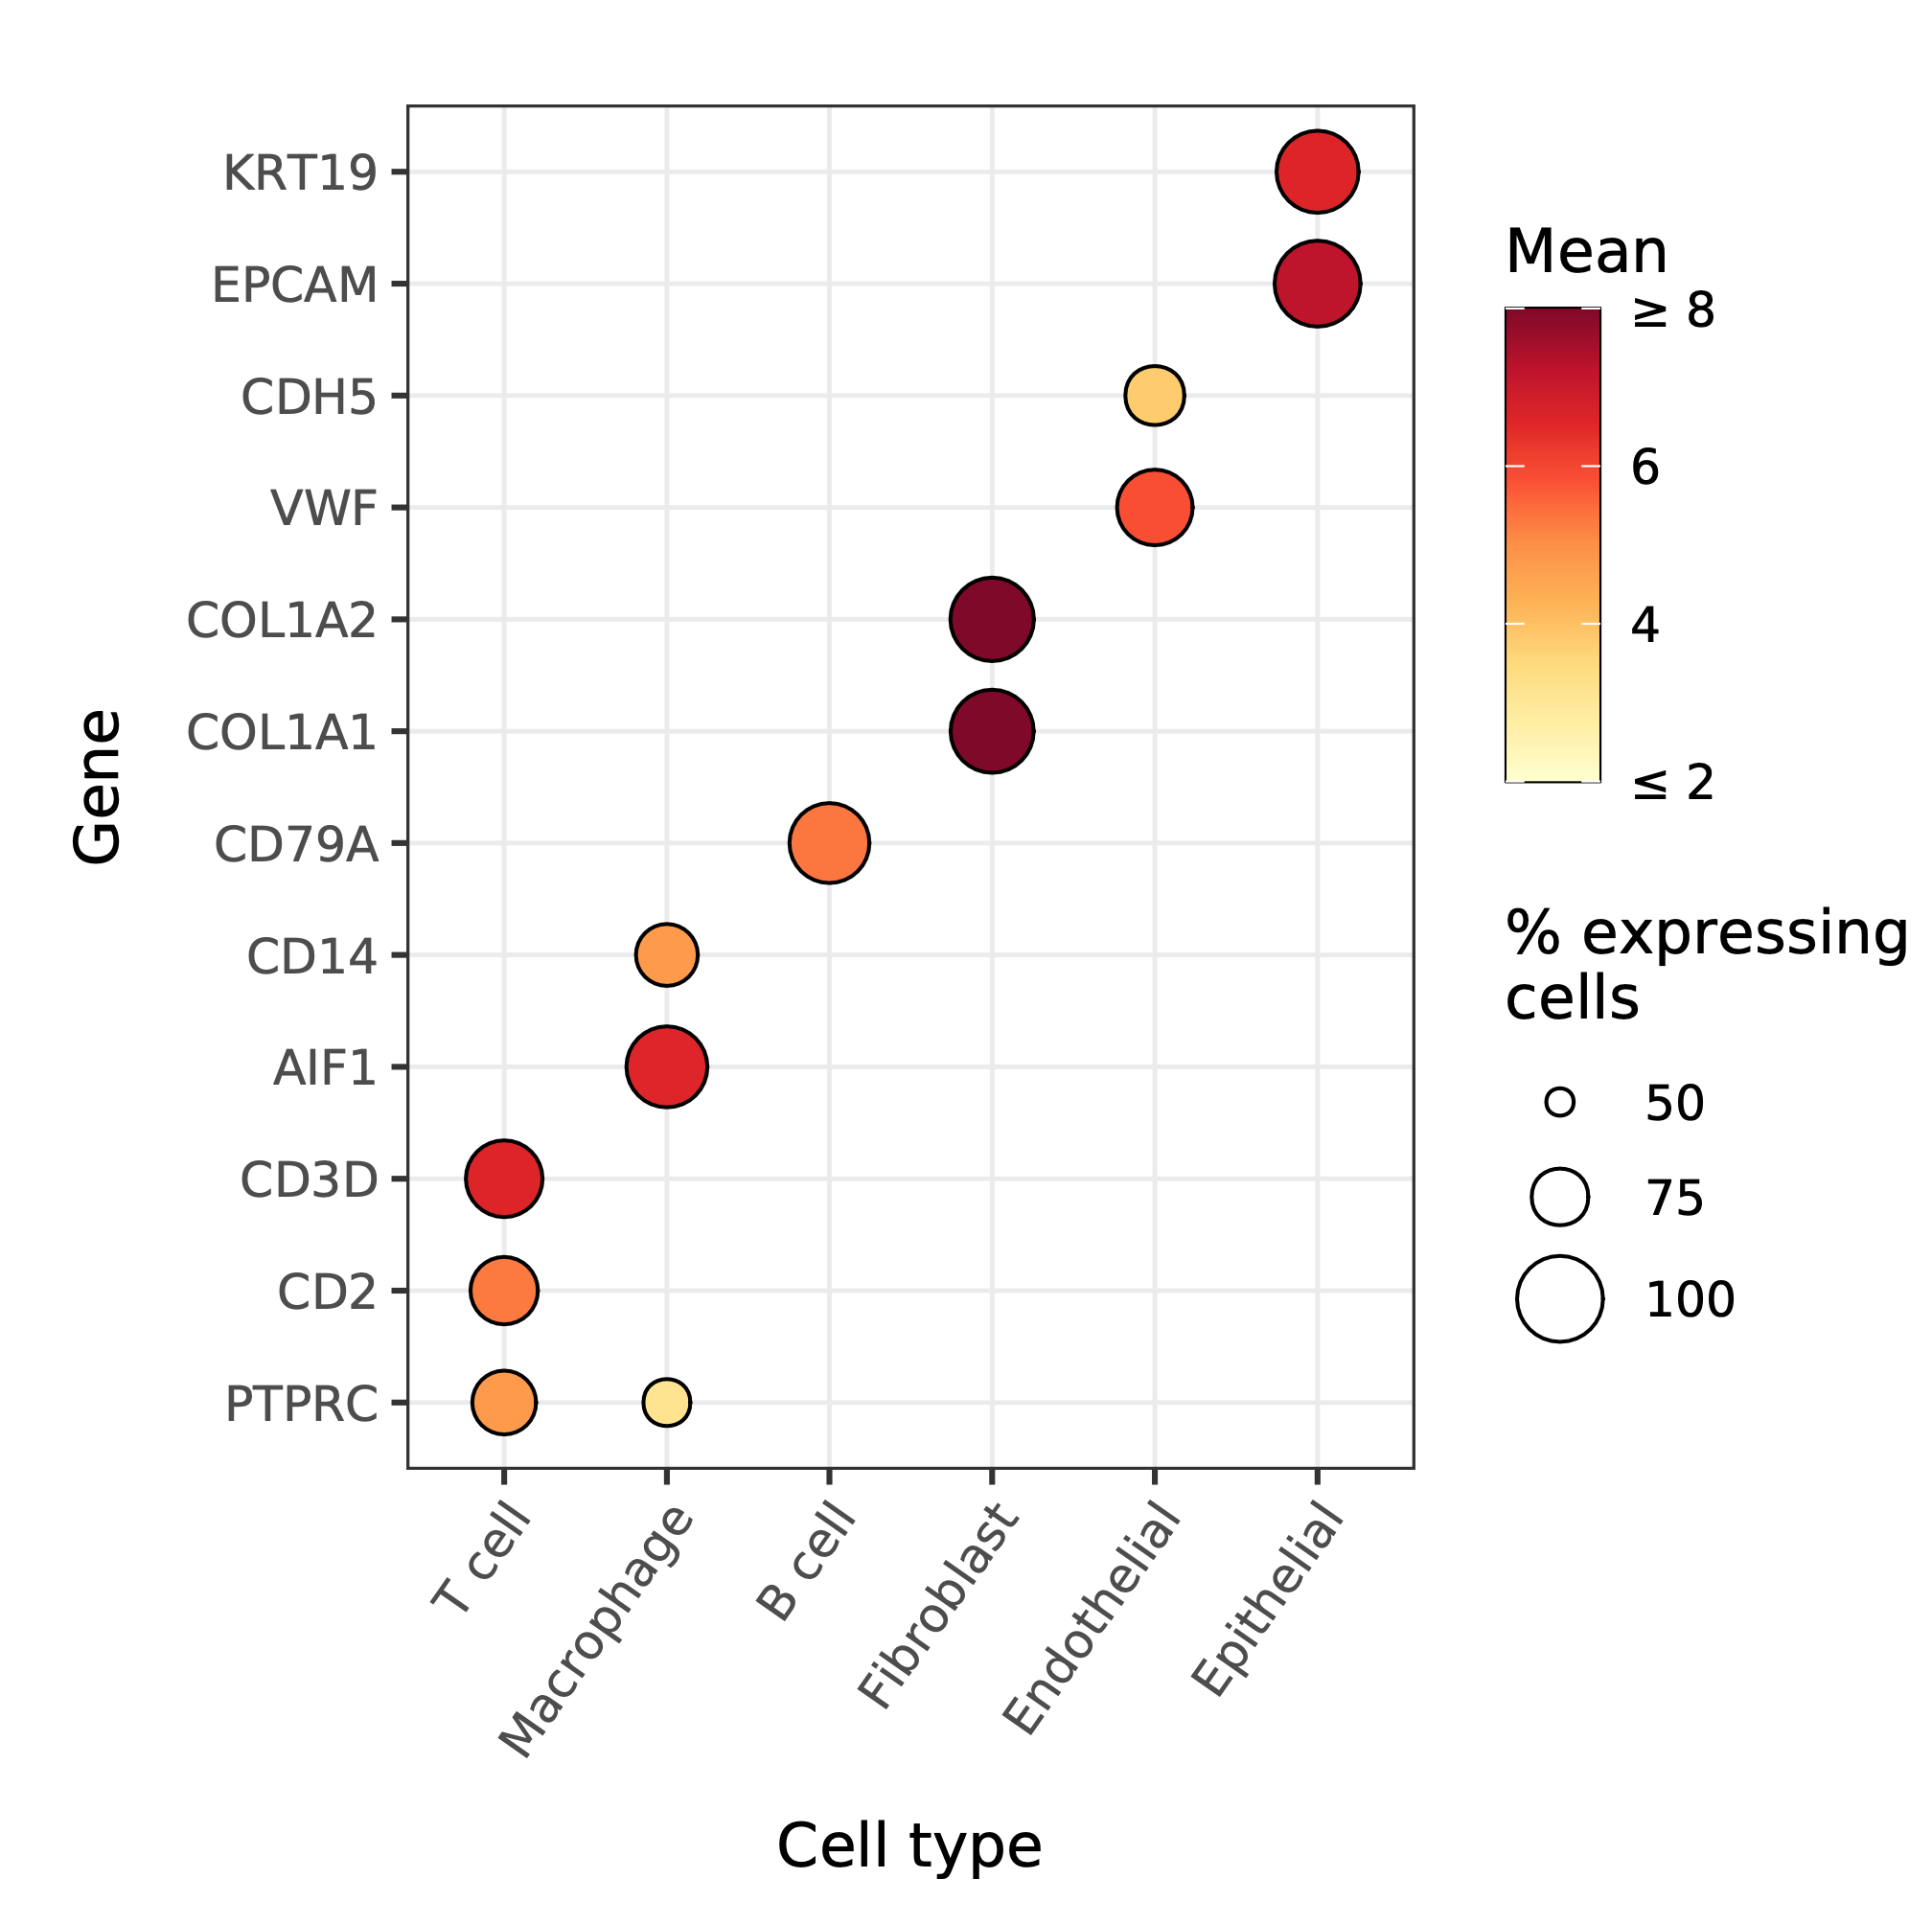 KRT19
EPCAM
CDH5
VWF
COL1A2
COL1A1
CD79A
CD14
AIF1
CD3D
CD2
PTPRC
Gene
T cell
Macrophage
B cell
Fibroblast
Endothelial
Epithelial
Cell type
Mean
≥ 8
6
4
≤ 2
% expressing
cells
50
75
100